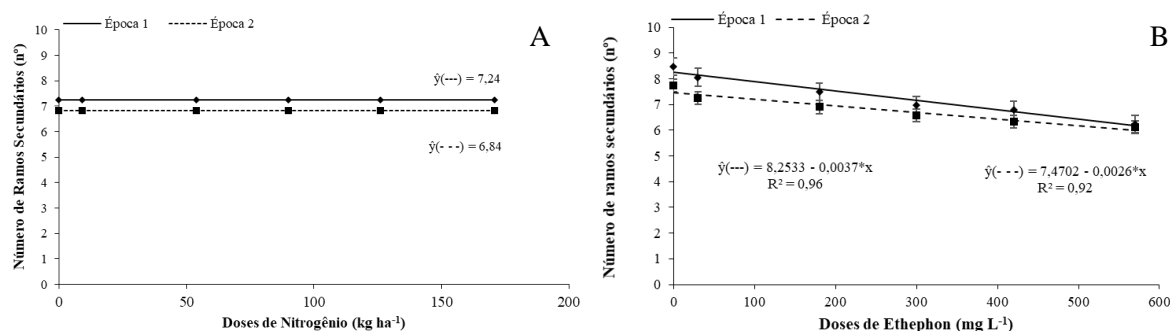 Época 1
Época 2
A
Número de Ramos Secundários (nº)
10
9
8
7
6
5
4
3
2
1
0
ŷ(---) = 7,24
ŷ(- - -) = 6,84
0
50
100
150
200
Doses de Nitrogênio (kg ha⁻¹)
Época 1
Época 2
B
Número de ramos secundários (nº)
10
9
8
7
6
5
4
3
2
1
0
ŷ(---) = 8,2533 - 0,0037*x
R² = 0,96
ŷ(- - -) = 7,4702 - 0,0026*x
R² = 0,92
0
100
200
300
400
500
600
Doses de Ethephon (mg L⁻¹)